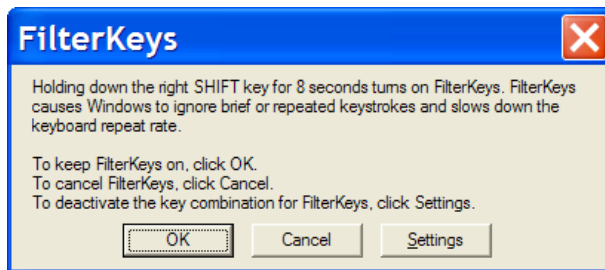 FilterKeys
Holding down the right SHIFT key for 8 seconds turns on FilterKeys. FilterKeys
causes Windows to ignore brief or repeated keystrokes and slows down the
keyboard repeat rate.
To keep FilterKeys on, click OK.
To cancel FilterKeys, click Cancel.
To deactivate the key combination for FilterKeys, click Settings.
OK Cancel Settings